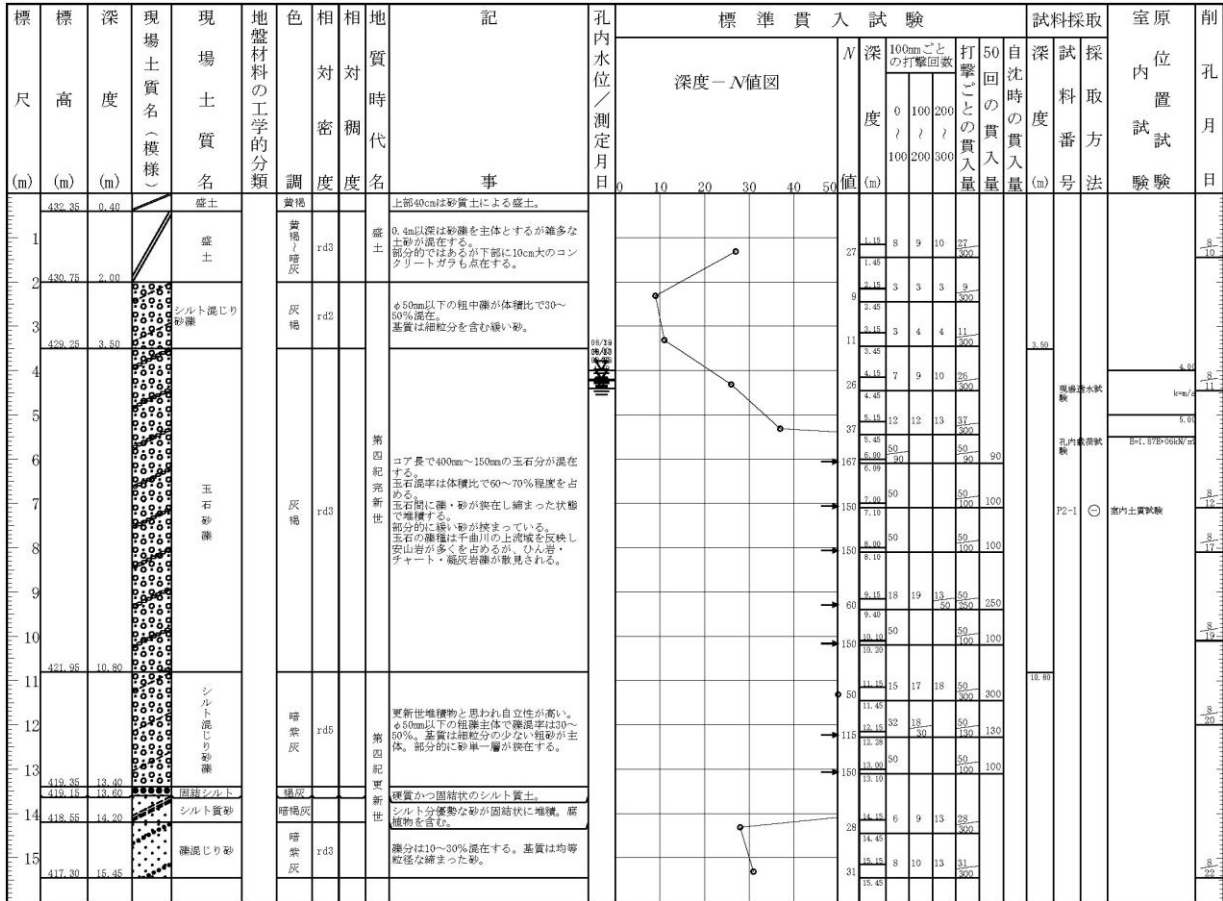 標尺(m)
標高(m)
深度(m)
現場土質名(模様)
現場土質名
地盤材料の工学的分類
色調
相対密度
相対稠度
地質時代名
記事
孔内水位/測定月日
標準貫入試験
深度-N値図
0 10 20 30 40 50
N値
深度(m)
100mmごとの打撃回数
0~100
100~200
200~300
打撃ごとの貫入量
50回の貫入量
自沈時の貫入量
試料採取
深度(m)
試料番号
採取方法
室内試験
原位置試験
削孔月日
432.35 0.40 盛土 黄褐 上部40cmは砂質土による盛土。
430.75 2.00 盛土 黄褐~暗灰 rd3 盛土
0.4m以深は砂礫を主体とするが雑多な
土砂が混在する。
部分的ではあるが下部に10cm大のコン
クリートガラも点在する。
429.25 3.50 シルト混じり砂礫 灰褐 rd2
φ50mm以下の粗中礫が体積比で30~
50%混在。
基質は細粒分を含む緩い砂。
421.95 10.80 玉石砂礫 灰褐 rd3 第四紀完新世
コア長で400mm~150mmの玉石分が混在
する。
玉石混字は体積比で60~70%程度を占
める。
玉石間に礫・砂が狭在し締まった状態
で堆積する。
部分的に緩い砂が挟まっている。
玉石の礫種は千曲川の上流域を反映し
安山岩が多くを占めるが、ひん岩・
チャート・凝灰岩礫が散見される。
419.35 13.40 シルト混じり砂礫 暗紫灰 rd5 第四紀更新世
更新世堆積物と思われ自立性が高い。
φ50mm以下の粗礫主体で礫混字は30~
50%。基質は細粒分の少ない粗砂が主
体。部分的に砂単一層が狭在する。
419.15 13.60 固結シルト 褐灰 硬質かつ固結状のシルト質土。
418.55 14.20 シルト質砂 暗褐灰
シルト分優勢な砂が固結状に堆積。腐
植物を含む。
417.30 15.45 礫混じり砂 暗紫灰 rd3
礫分は10~30%混在する。基質は均等
粒径な締まった砂。
1
2
3
4
5
6
7
8
9
10
11
12
13
14
15
27 1.15 1.45 8 9 10 27/300
9 2.15 2.45 3 3 3 9/300
11 3.15 3.45 3 4 4 11/300
26 4.15 4.45 7 9 10 26/300
37 5.15 5.45 12 12 13 37/300
167 6.00 6.09 50/90 50/90 90
150 7.00 7.10 50 50/100 100
150 8.00 8.10 50 50/100 100
60 9.15 9.40 18 19 13/50 50/250 250
150 10.10 10.20 50 50/100 100
50 11.15 11.45 15 17 18 50/300 300
115 12.15 12.28 32 18/30 50/130 130
150 13.00 13.10 50 50/100 100
28 14.15 14.45 6 9 13 28/300
31 15.15 15.45 8 10 13 31/300
3.50
10.80
P2-1
室内土質試験
4.00
現場透水試験
k=m/s
5.00
孔内載荷試験
E=1.87E+06kN/m
8/10
8/11
8/12
8/17
8/19
8/20
8/22